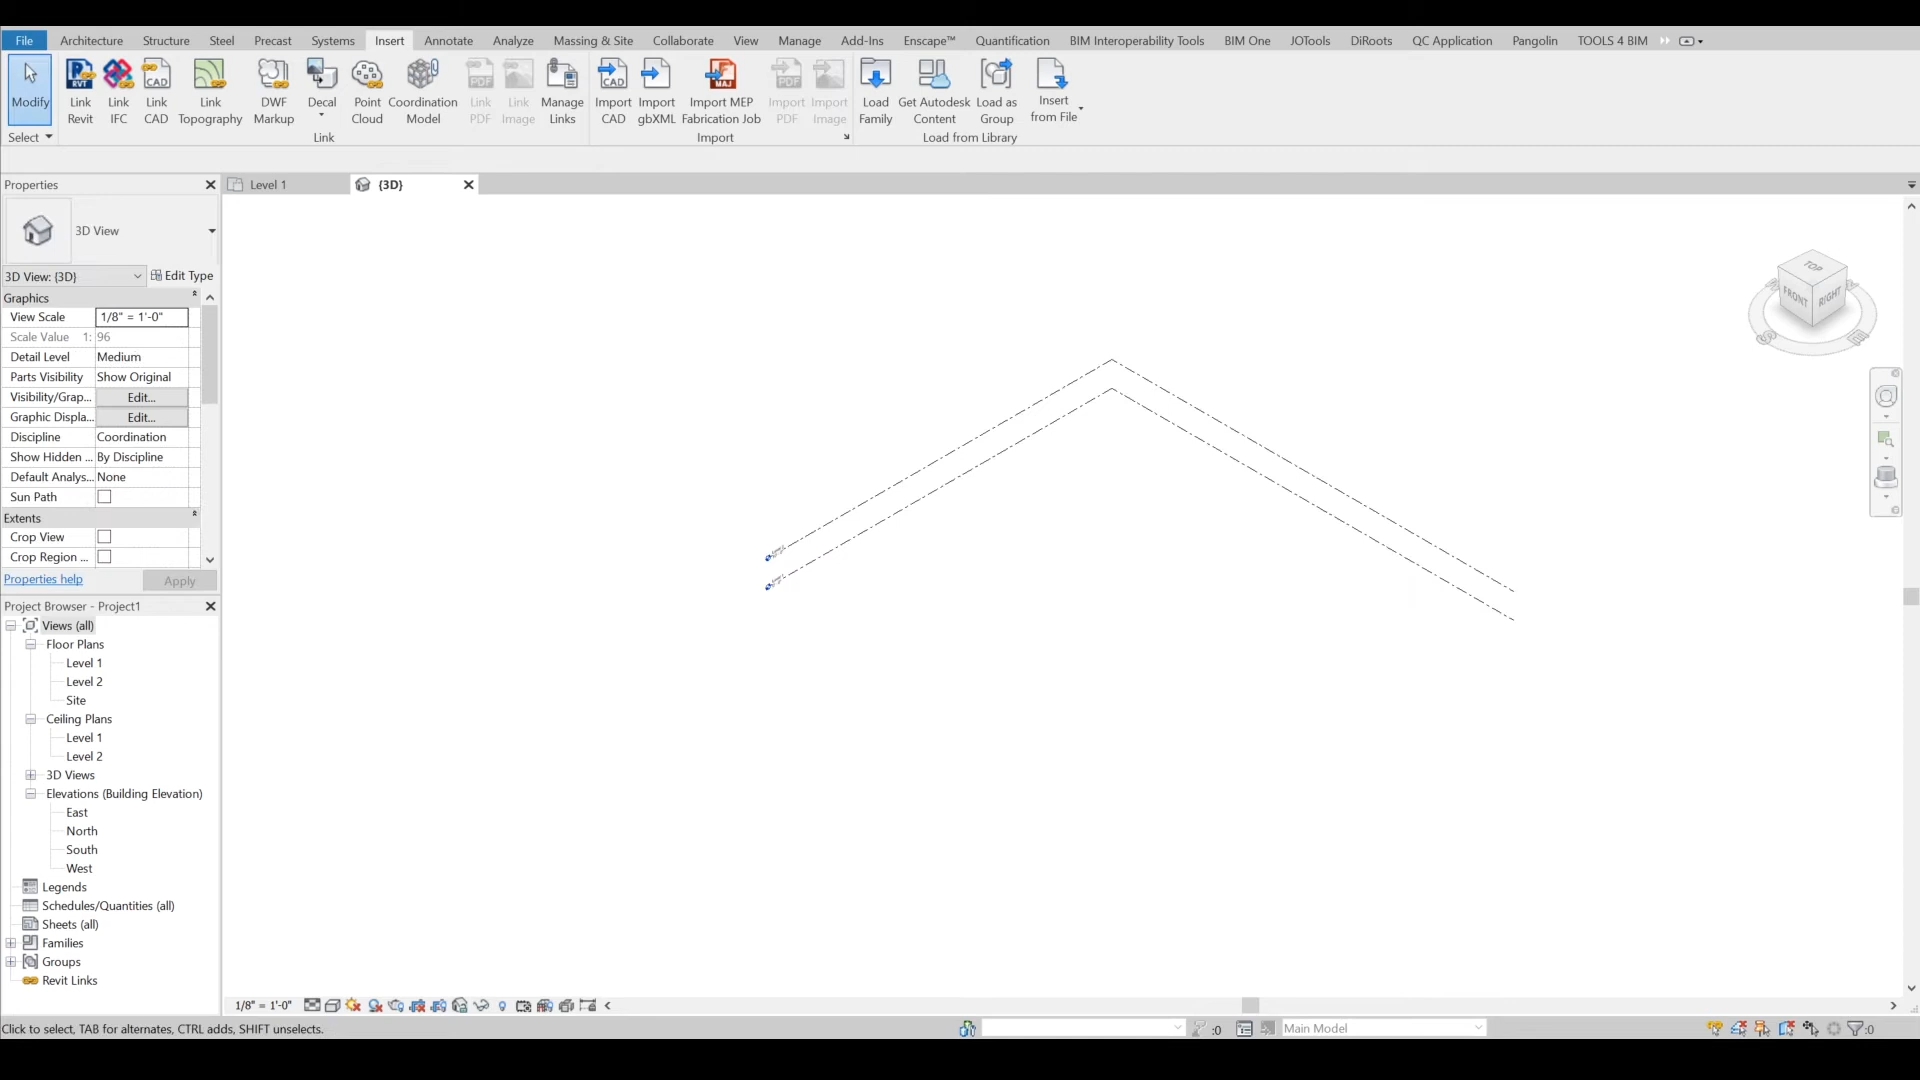 File Architecture Structure Steel Precast Systems Insert Annotate Analyze Massing & Site Collaborate View Manage Add-Ins Enscape™ Quantification BIM Interoperability Tools BIM One JOTools DiRoots QC Application Pangolin TOOLS 4 BIM
Modify
Link Revit
Link IFC
Link CAD
Link Topography
DWF Markup
Decal
Point Cloud
Coordination Model
Link PDF
Link Image
Manage Links
Import CAD
Import gbXML
Import MEP Fabrication Job
Import PDF
Import Image
Load Family
Get Autodesk Content
Load as Group
Insert from File
Select Link Import Load from Library
Properties
Level 1 {3D}
3D View
3D View: {3D} Edit Type
Graphics
View Scale 1/8" = 1'-0"
Scale Value 1: 96
Detail Level Medium
Parts Visibility Show Original
Visibility/Grap... Edit...
Graphic Displa... Edit...
Discipline Coordination
Show Hidden ... By Discipline
Default Analys... None
Sun Path
Extents
Crop View
Crop Region ...
Properties help Apply
Project Browser - Project1
Views (all)
Floor Plans
Level 1
Level 2
Site
Ceiling Plans
Level 1
Level 2
3D Views
Elevations (Building Elevation)
East
North
South
West
Legends
Schedules/Quantities (all)
Sheets (all)
Families
Groups
Revit Links
TOP
FRONT RIGHT
1/8" = 1'-0"
Click to select, TAB for alternates, CTRL adds, SHIFT unselects.
:0
Main Model
:0